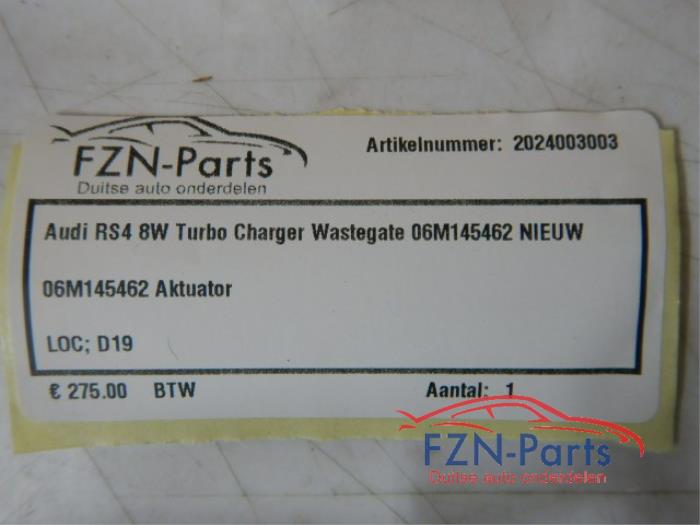 FZN-Parts
Duitse auto onderdelen
Artikelnummer: 2024003003
Audi RS4 8W Turbo Charger Wastegate 06M145462 NIEUW
06M145462 Aktuator
LOC; D19
€ 275.00 BTW
Aantal: 1
FZN-Parts
Duitse auto onderdelen